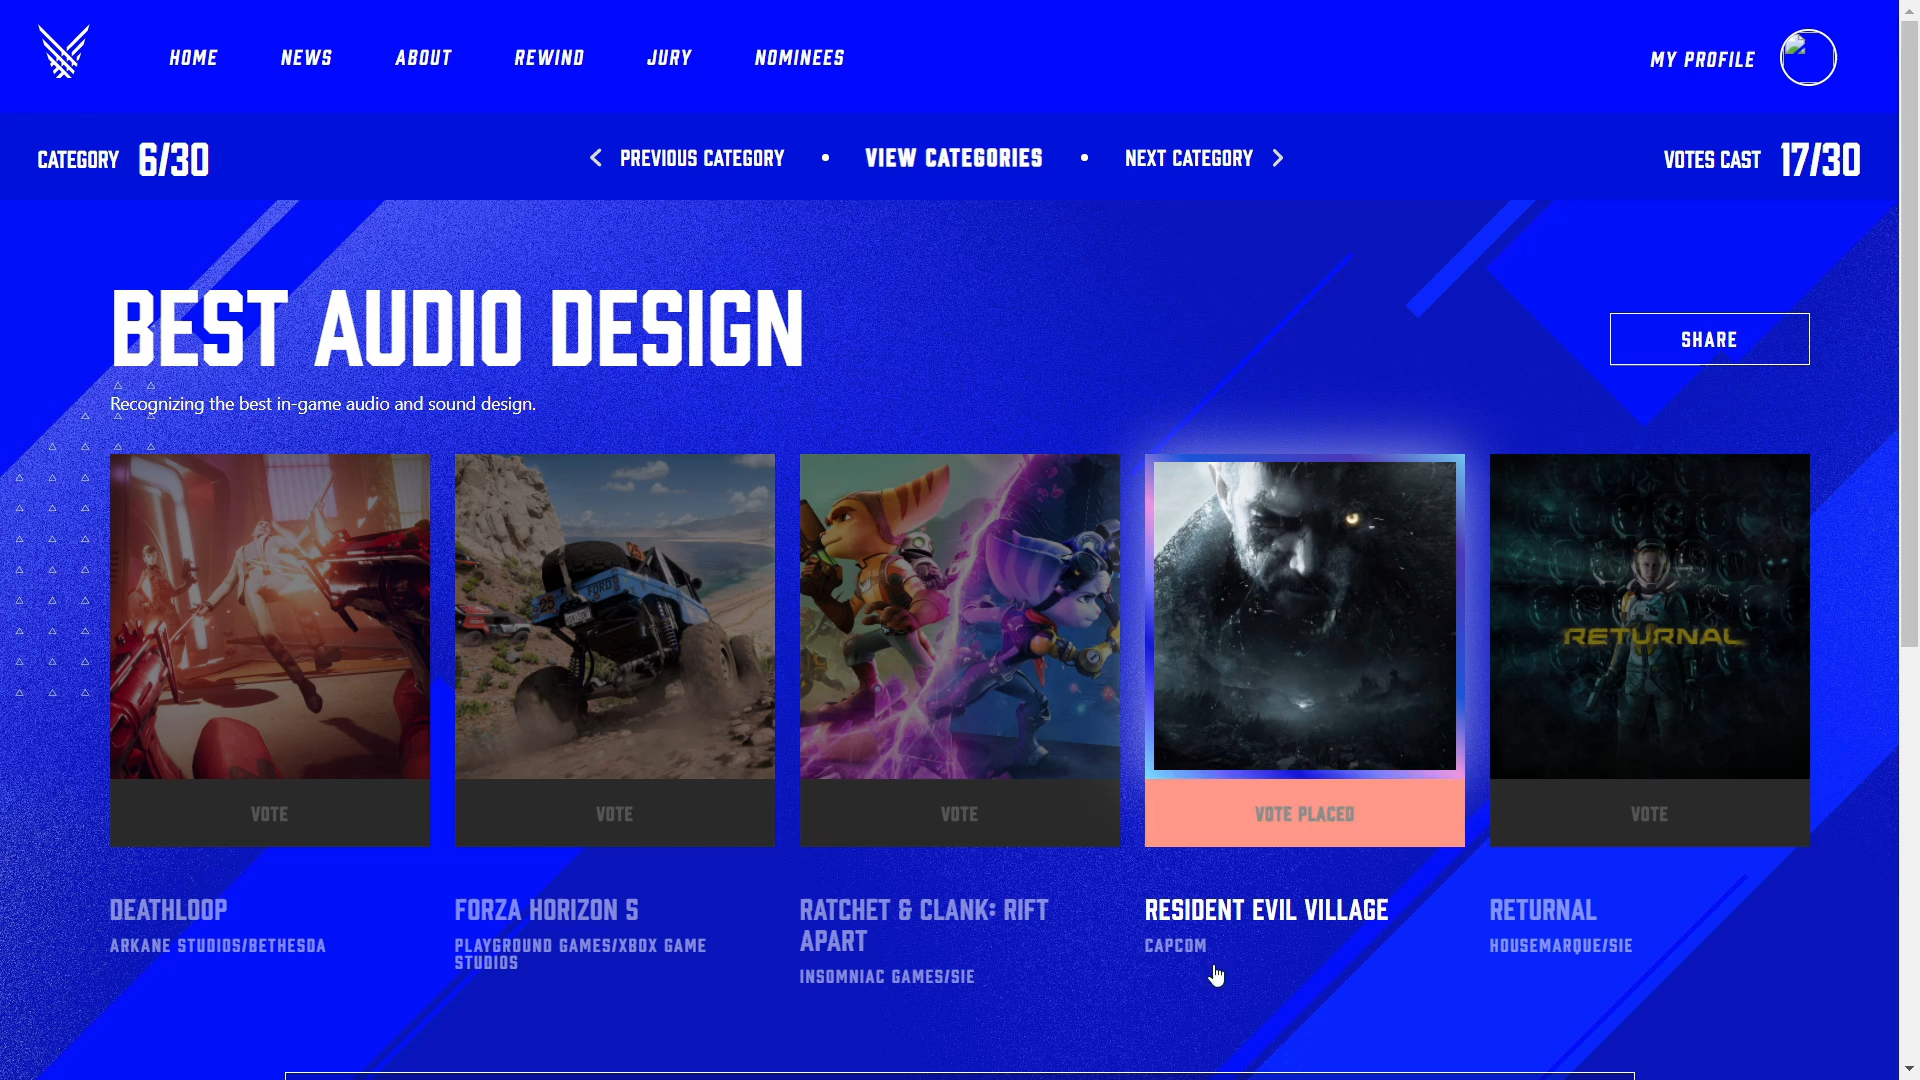 HOME NEWS ABOUT REWIND JURY NOMINEES MY PROFILE
CATEGORY 6/30 PREVIOUS CATEGORY • VIEW CATEGORIES • NEXT CATEGORY VOTES CAST 17/30
BEST AUDIO DESIGN
SHARE
Recognizing the best in-game audio and sound design.
25
FORD
25
RETURNAL
VOTE VOTE VOTE VOTE PLACED VOTE
DEATHLOOP
ARKANE STUDIOS/BETHESDA
FORZA HORIZON 5
PLAYGROUND GAMES/XBOX GAME
STUDIOS
RATCHET & CLANK: RIFT
APART
INSOMNIAC GAMES/SIE
RESIDENT EVIL VILLAGE
CAPCOM
RETURNAL
HOUSEMARQUE/SIE